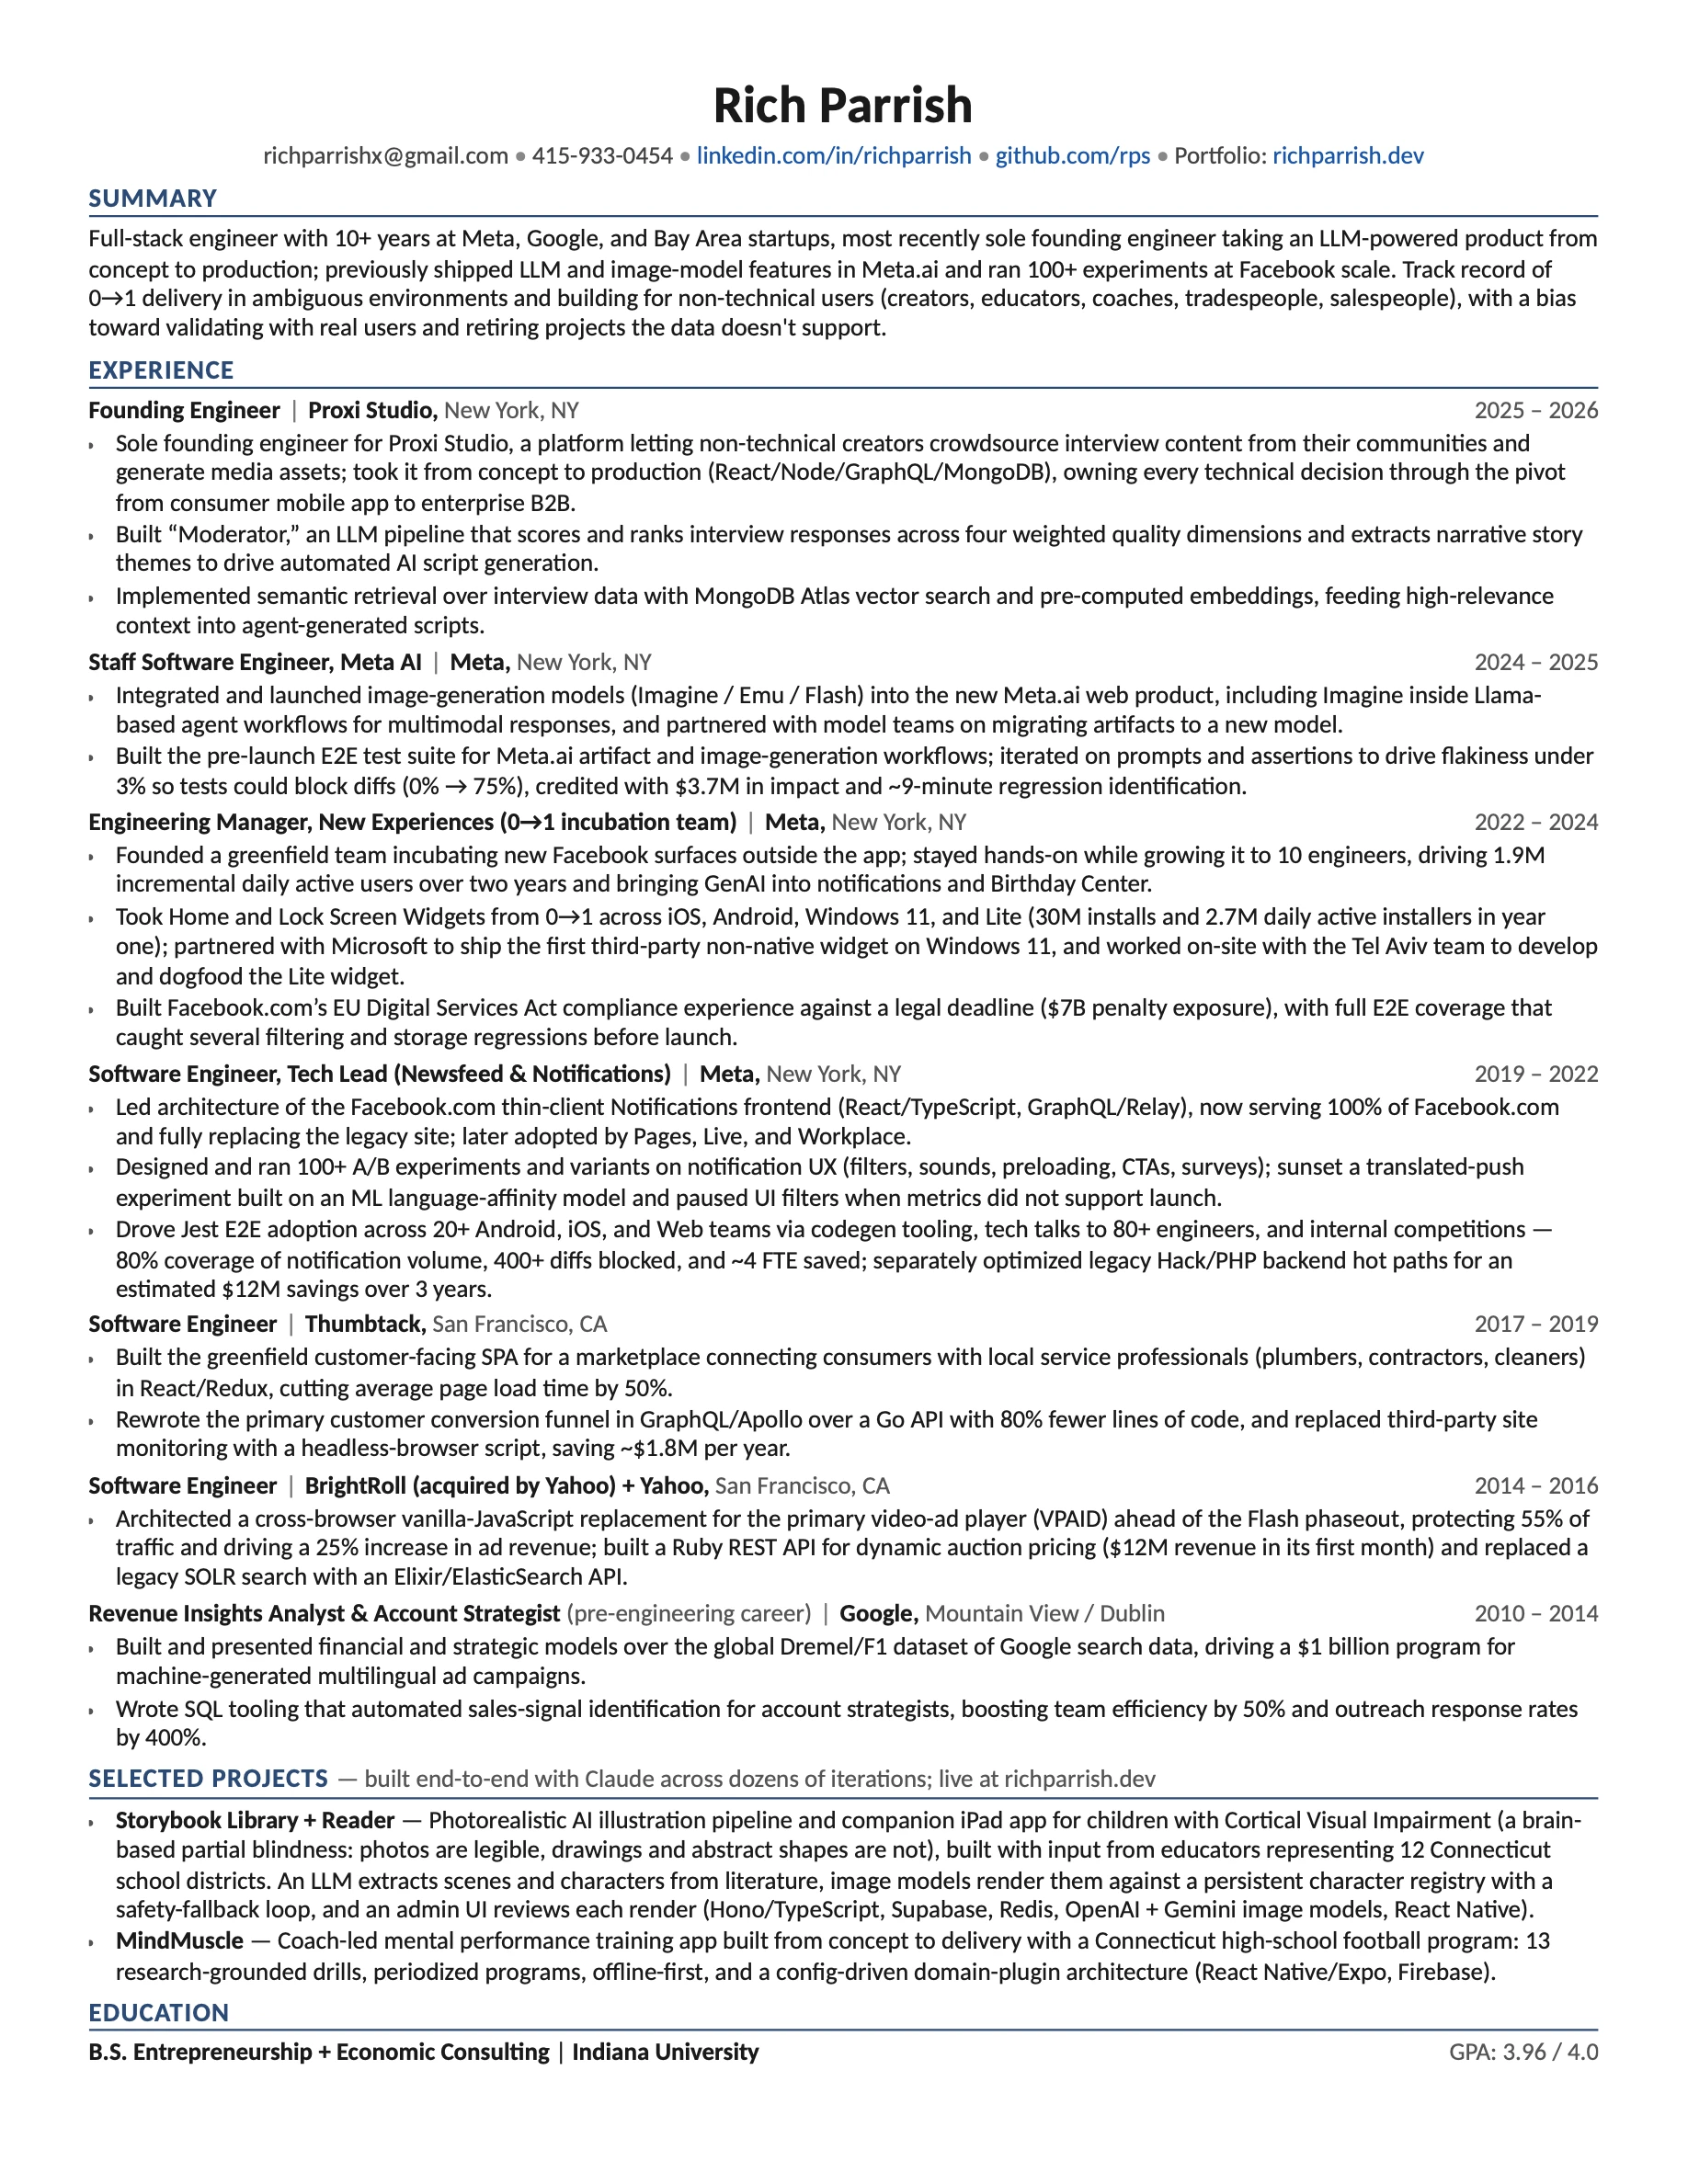 Rich Parrish
richparrishx@gmail.com • 415-933-0454 • linkedin.com/in/richparrish • github.com/rps • Portfolio: richparrish.dev
SUMMARY
Full-stack engineer with 10+ years at Meta, Google, and Bay Area startups, most recently sole founding engineer taking an LLM-powered product from
concept to production; previously shipped LLM and image-model features in Meta.ai and ran 100+ experiments at Facebook scale. Track record of
0→1 delivery in ambiguous environments and building for non-technical users (creators, educators, coaches, tradespeople, salespeople), with a bias
toward validating with real users and retiring projects the data doesn't support.
EXPERIENCE
Founding Engineer | Proxi Studio, New York, NY 2025 – 2026
Sole founding engineer for Proxi Studio, a platform letting non-technical creators crowdsource interview content from their communities and
generate media assets; took it from concept to production (React/Node/GraphQL/MongoDB), owning every technical decision through the pivot
from consumer mobile app to enterprise B2B.
Built “Moderator,” an LLM pipeline that scores and ranks interview responses across four weighted quality dimensions and extracts narrative story
themes to drive automated AI script generation.
Implemented semantic retrieval over interview data with MongoDB Atlas vector search and pre-computed embeddings, feeding high-relevance
context into agent-generated scripts.
Staff Software Engineer, Meta AI | Meta, New York, NY 2024 – 2025
Integrated and launched image-generation models (Imagine / Emu / Flash) into the new Meta.ai web product, including Imagine inside Llama-
based agent workflows for multimodal responses, and partnered with model teams on migrating artifacts to a new model.
Built the pre-launch E2E test suite for Meta.ai artifact and image-generation workflows; iterated on prompts and assertions to drive flakiness under
3% so tests could block diffs (0% → 75%), credited with $3.7M in impact and ~9-minute regression identification.
Engineering Manager, New Experiences (0→1 incubation team) | Meta, New York, NY 2022 – 2024
Founded a greenfield team incubating new Facebook surfaces outside the app; stayed hands-on while growing it to 10 engineers, driving 1.9M
incremental daily active users over two years and bringing GenAI into notifications and Birthday Center.
Took Home and Lock Screen Widgets from 0→1 across iOS, Android, Windows 11, and Lite (30M installs and 2.7M daily active installers in year
one); partnered with Microsoft to ship the first third-party non-native widget on Windows 11, and worked on-site with the Tel Aviv team to develop
and dogfood the Lite widget.
Built Facebook.com’s EU Digital Services Act compliance experience against a legal deadline ($7B penalty exposure), with full E2E coverage that
caught several filtering and storage regressions before launch.
Software Engineer, Tech Lead (Newsfeed & Notifications) | Meta, New York, NY 2019 – 2022
Led architecture of the Facebook.com thin-client Notifications frontend (React/TypeScript, GraphQL/Relay), now serving 100% of Facebook.com
and fully replacing the legacy site; later adopted by Pages, Live, and Workplace.
Designed and ran 100+ A/B experiments and variants on notification UX (filters, sounds, preloading, CTAs, surveys); sunset a translated-push
experiment built on an ML language-affinity model and paused UI filters when metrics did not support launch.
Drove Jest E2E adoption across 20+ Android, iOS, and Web teams via codegen tooling, tech talks to 80+ engineers, and internal competitions —
80% coverage of notification volume, 400+ diffs blocked, and ~4 FTE saved; separately optimized legacy Hack/PHP backend hot paths for an
estimated $12M savings over 3 years.
Software Engineer | Thumbtack, San Francisco, CA 2017 – 2019
Built the greenfield customer-facing SPA for a marketplace connecting consumers with local service professionals (plumbers, contractors, cleaners)
in React/Redux, cutting average page load time by 50%.
Rewrote the primary customer conversion funnel in GraphQL/Apollo over a Go API with 80% fewer lines of code, and replaced third-party site
monitoring with a headless-browser script, saving ~$1.8M per year.
Software Engineer | BrightRoll (acquired by Yahoo) + Yahoo, San Francisco, CA 2014 – 2016
Architected a cross-browser vanilla-JavaScript replacement for the primary video-ad player (VPAID) ahead of the Flash phaseout, protecting 55% of
traffic and driving a 25% increase in ad revenue; built a Ruby REST API for dynamic auction pricing ($12M revenue in its first month) and replaced a
legacy SOLR search with an Elixir/ElasticSearch API.
Revenue Insights Analyst & Account Strategist (pre-engineering career) | Google, Mountain View / Dublin 2010 – 2014
Built and presented financial and strategic models over the global Dremel/F1 dataset of Google search data, driving a $1 billion program for
machine-generated multilingual ad campaigns.
Wrote SQL tooling that automated sales-signal identification for account strategists, boosting team efficiency by 50% and outreach response rates
by 400%.
SELECTED PROJECTS — built end-to-end with Claude across dozens of iterations; live at richparrish.dev
Storybook Library + Reader — Photorealistic AI illustration pipeline and companion iPad app for children with Cortical Visual Impairment (a brain-
based partial blindness: photos are legible, drawings and abstract shapes are not), built with input from educators representing 12 Connecticut
school districts. An LLM extracts scenes and characters from literature, image models render them against a persistent character registry with a
safety-fallback loop, and an admin UI reviews each render (Hono/TypeScript, Supabase, Redis, OpenAI + Gemini image models, React Native).
MindMuscle — Coach-led mental performance training app built from concept to delivery with a Connecticut high-school football program: 13
research-grounded drills, periodized programs, offline-first, and a config-driven domain-plugin architecture (React Native/Expo, Firebase).
EDUCATION
B.S. Entrepreneurship + Economic Consulting | Indiana University GPA: 3.96 / 4.0